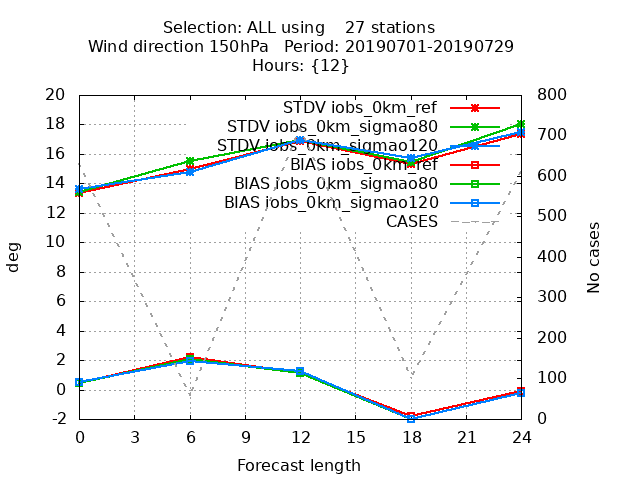 Selection: ALL using 27 stations
Wind direction 150hPa Period: 20190701-20190729
Hours: {12}
20
18
16
14
12
10
8
6
4
2
0
-2
deg
800
700
600
500
400
300
200
100
0
No cases
STDV iobs_0km_ref
STDV iobs_0km_sigmao80
STDV iobs_0km_sigmao120
BIAS iobs_0km_ref
BIAS iobs_0km_sigmao80
BIAS iobs_0km_sigmao120
CASES
0 3 6 9 12 15 18 21 24
Forecast length